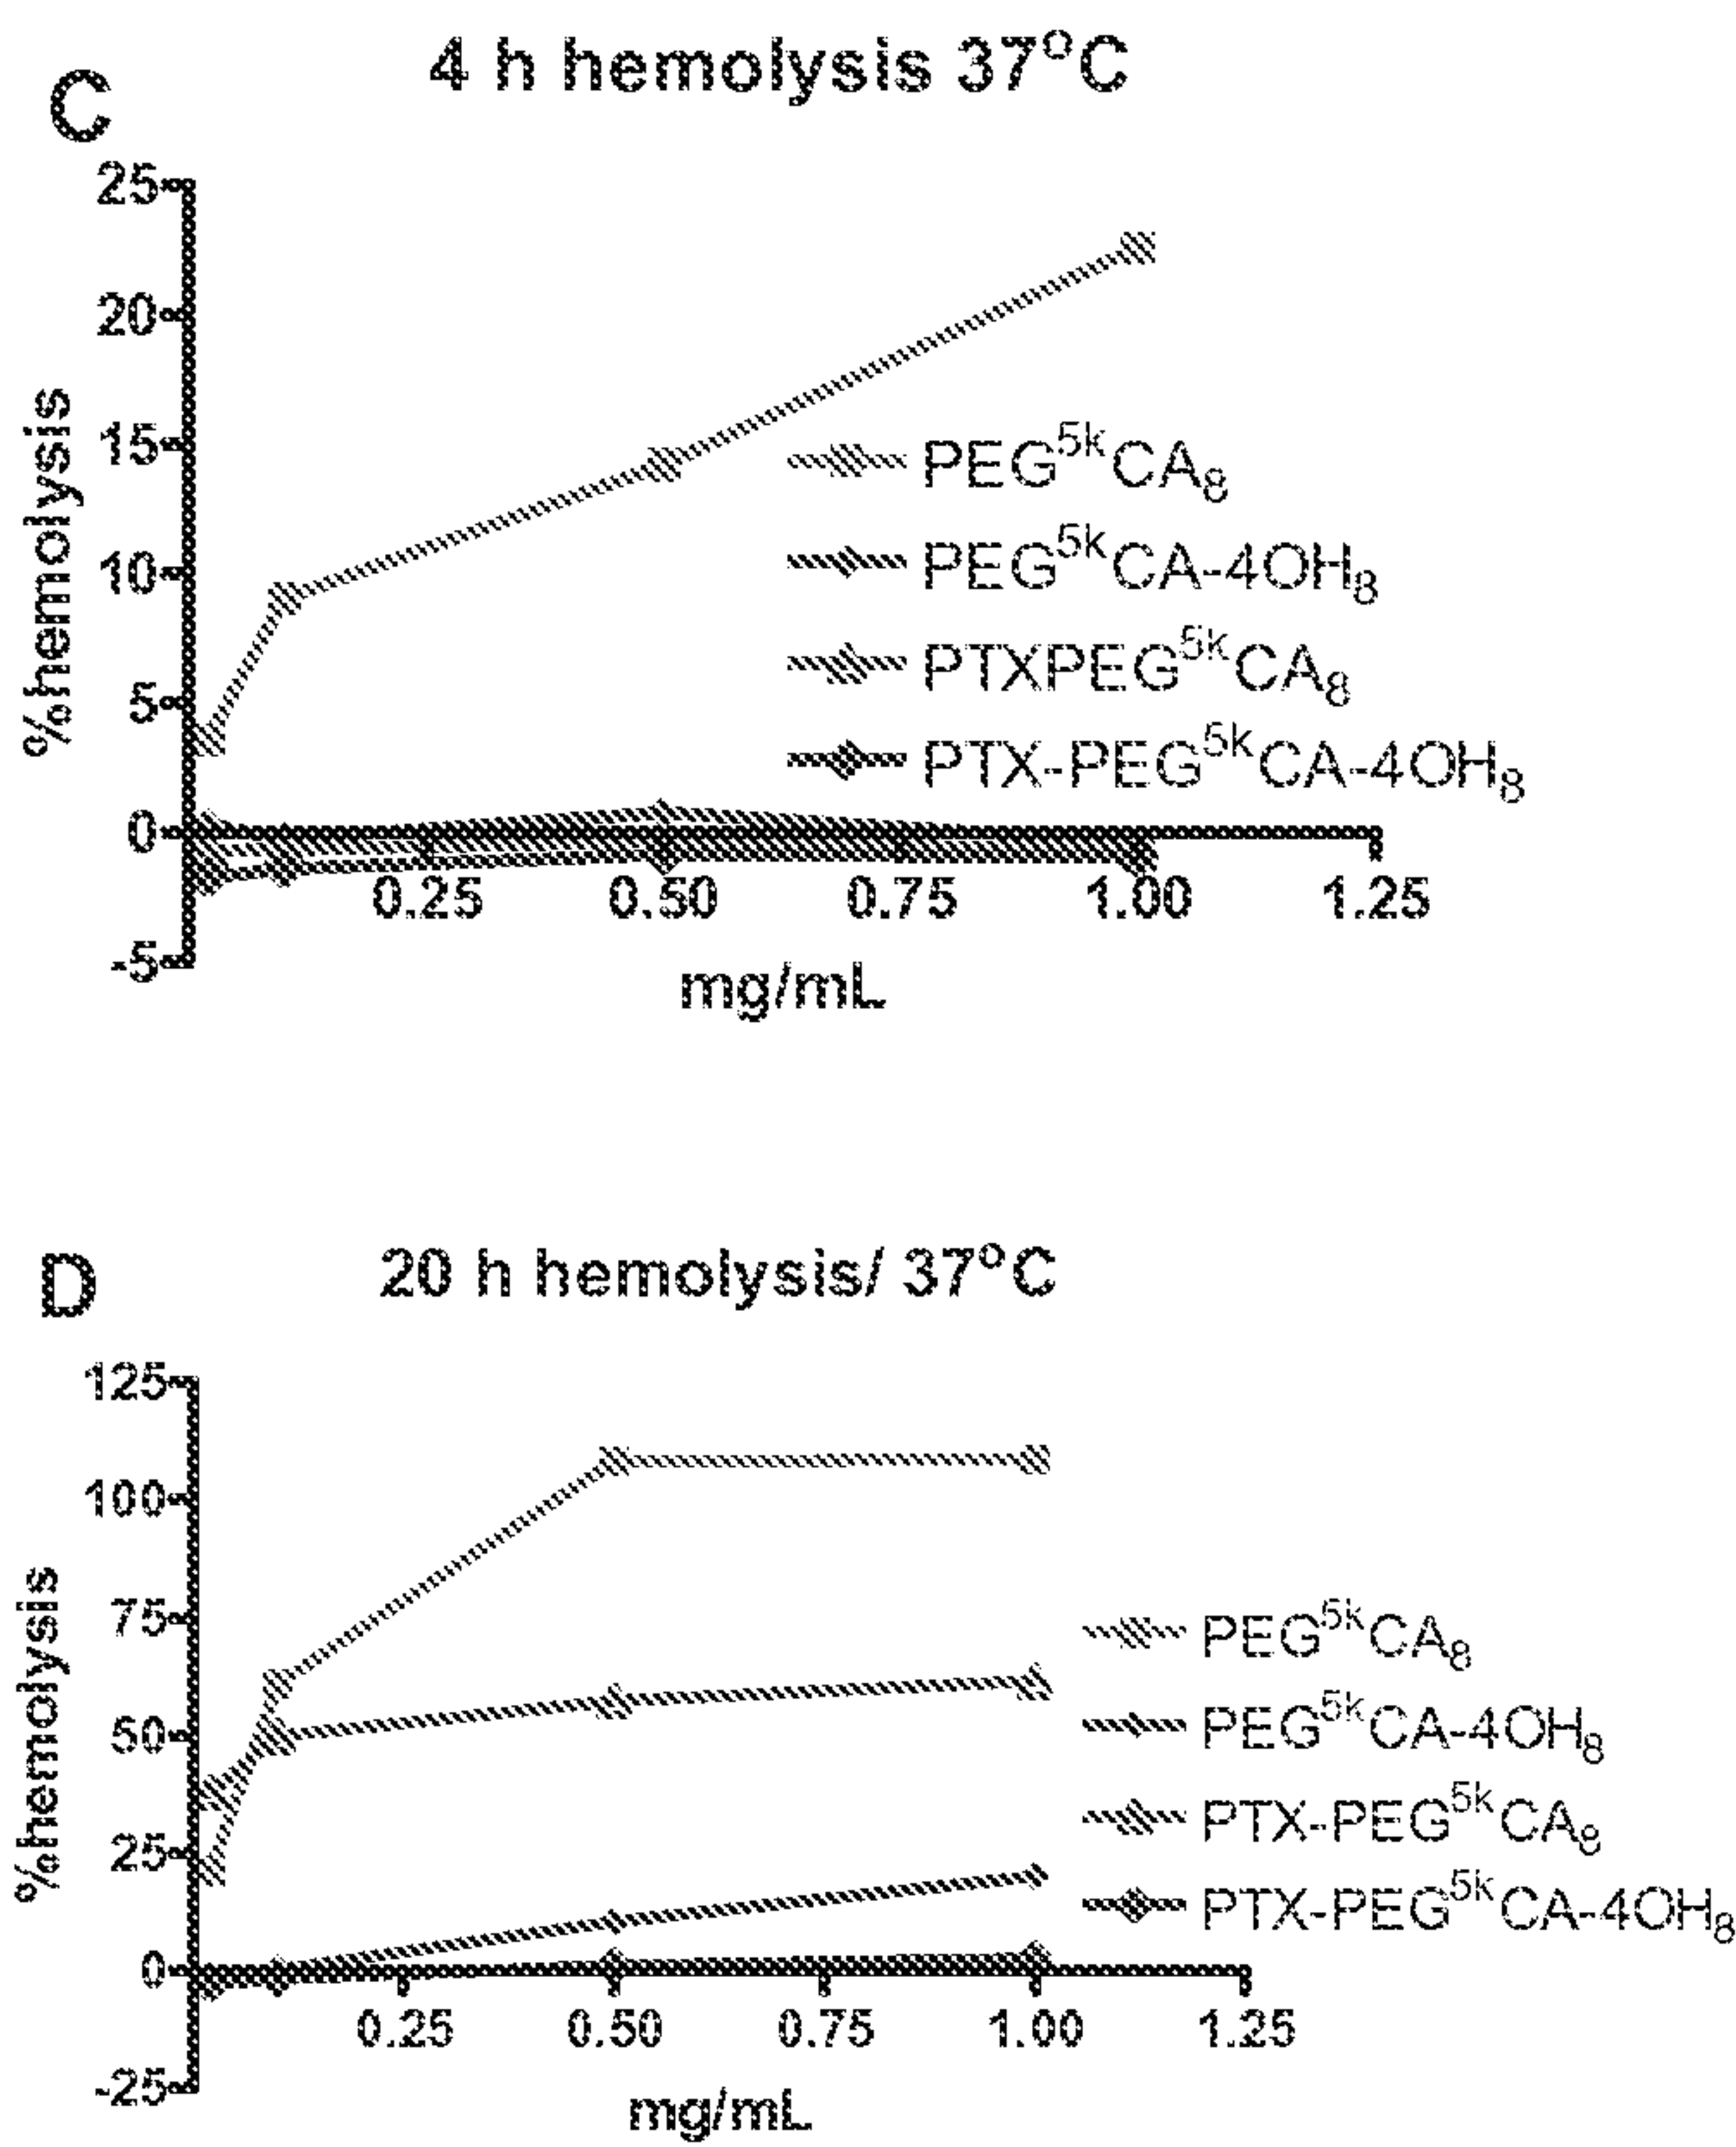 C
4 h hemolysis 37°C
25
20
15
10
5
0
-5
%hemolysis
PEG⁵ᵏCA₈
PEG⁵ᵏCA-4OH₈
PTXPEG⁵ᵏCA₈
PTX-PEG⁵ᵏCA-4OH₈
0.25 0.50 0.75 1.00 1.25
mg/mL
D
20 h hemolysis/ 37°C
125
100
75
50
25
0
-25
%hemolysis
PEG⁵ᵏCA₈
PEG⁵ᵏCA-4OH₈
PTX-PEG⁵ᵏCA₈
PTX-PEG⁵ᵏCA-4OH₈
0.25 0.50 0.75 1.00 1.25
mg/mL